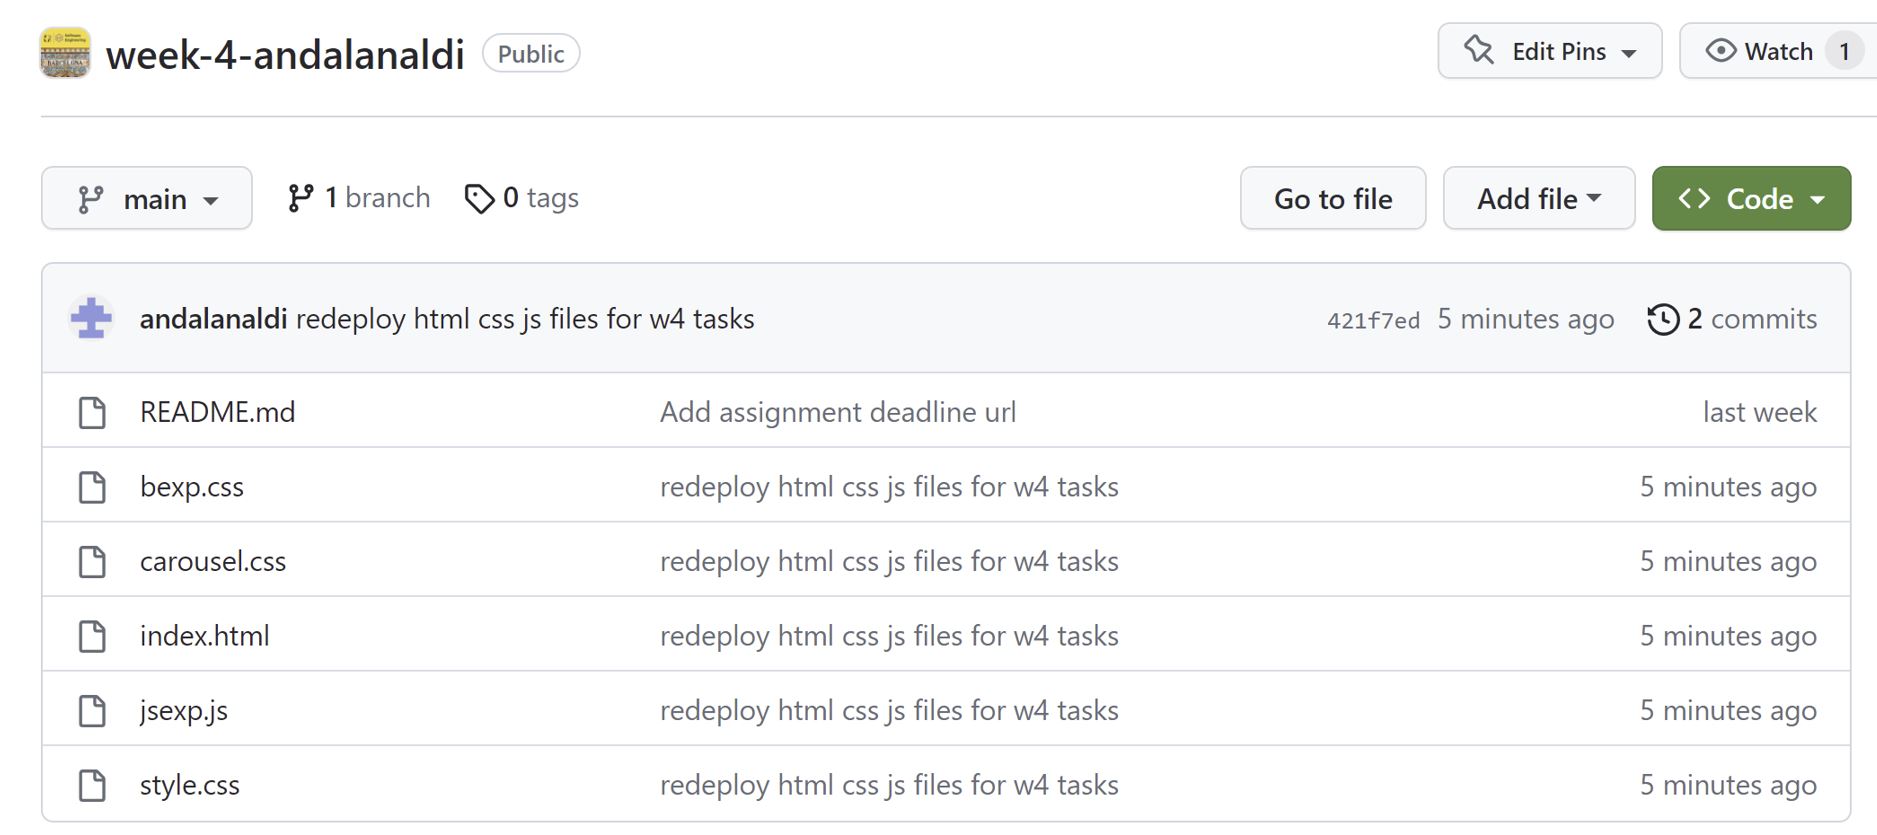 week-4-andalanaldi Public Edit Pins Watch 1
main 1 branch 0 tags Go to file Add file Code
andalanaldi redeploy html css js files for w4 tasks 421f7ed 5 minutes ago 2 commits
README.md Add assignment deadline url last week
bexp.css redeploy html css js files for w4 tasks 5 minutes ago
carousel.css redeploy html css js files for w4 tasks 5 minutes ago
index.html redeploy html css js files for w4 tasks 5 minutes ago
jsexp.js redeploy html css js files for w4 tasks 5 minutes ago
style.css redeploy html css js files for w4 tasks 5 minutes ago